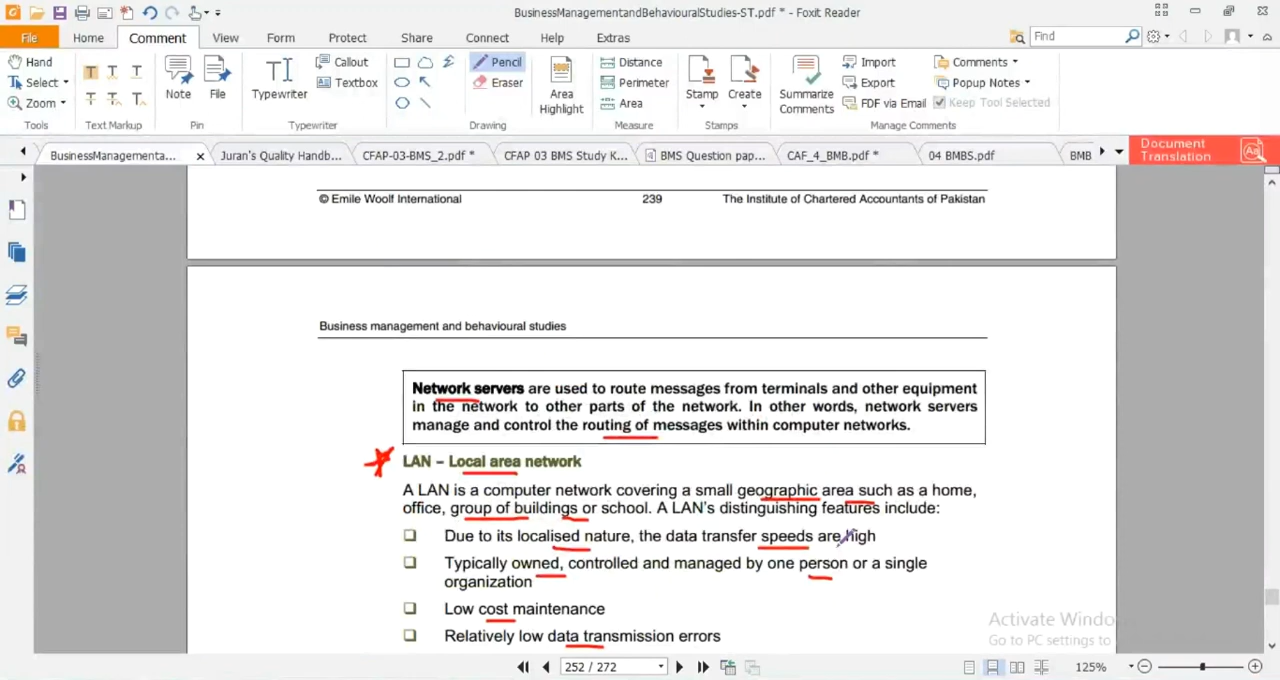 BusinessManagementandBehaviouralStudies-ST.pdf * - Foxit Reader
File Home Comment View Form Protect Share Connect Help Extras Find
Hand
Select
Zoom
Tools
Text Markup
Note
File
Pin
Typewriter
Callout
Textbox
Typewriter
Pencil
Eraser
Drawing
Area
Highlight
Distance
Perimeter
Area
Measure
Stamp
Create
Stamps
Summarize
Comments
Import
Export
FDF via Email
Comments
Popup Notes
Keep Tool Selected
Manage Comments
BusinessManagementa... Juran's Quality Handb... CFAP-03-BMS_2.pdf * CFAP 03 BMS Study K... BMS Question pap... CAF_4_BMB.pdf * 04 BMBS.pdf BMB
Document
Translation
© Emile Woolf International 239 The Institute of Chartered Accountants of Pakistan
Business management and behavioural studies
Network servers are used to route messages from terminals and other equipment
in the network to other parts of the network. In other words, network servers
manage and control the routing of messages within computer networks.
LAN – Local area network
A LAN is a computer network covering a small geographic area such as a home,
office, group of buildings or school. A LAN's distinguishing features include:
Due to its localised nature, the data transfer speeds are high
Typically owned, controlled and managed by one person or a single
organization
Low cost maintenance
Relatively low data transmission errors
Activate Windo
Go to PC settings to
252 / 272
125%